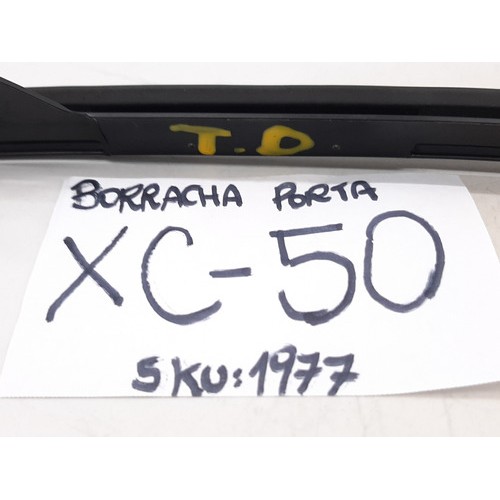 T.D
BORRACHA PORTA
XC-50
SKU:1977